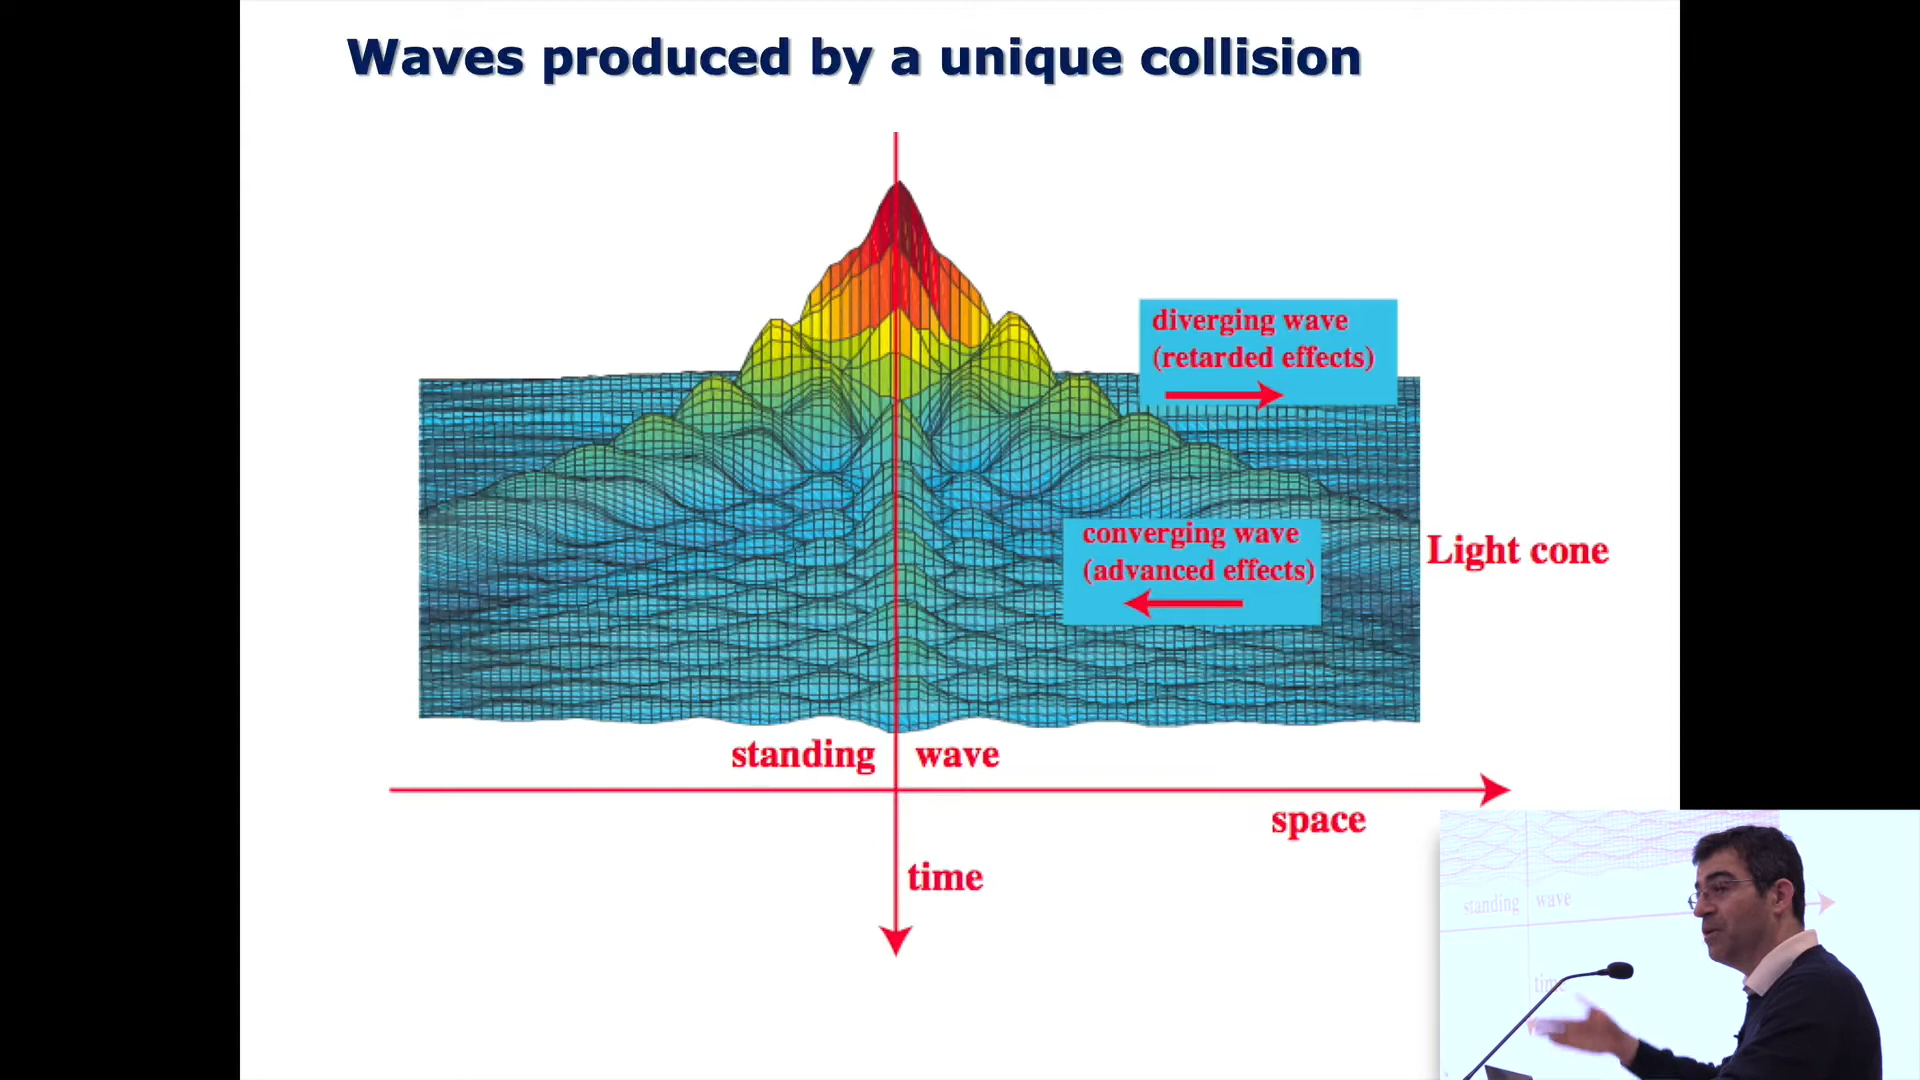 Waves produced by a unique collision
diverging wave
(retarded effects)
converging wave
(advanced effects)
Light cone
standing wave
space
time
standing wave
time